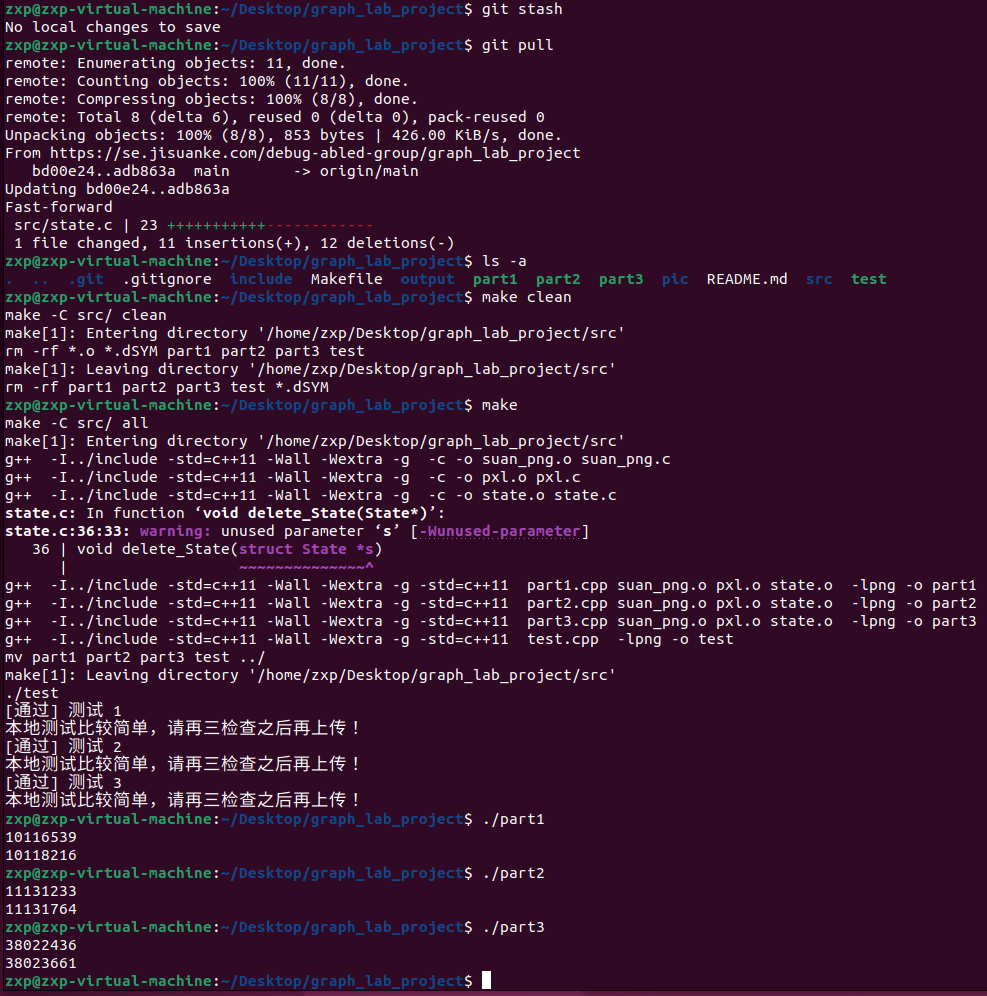 zxp@zxp-virtual-machine:~/Desktop/graph_lab_project$ git stash
No local changes to save
zxp@zxp-virtual-machine:~/Desktop/graph_lab_project$ git pull
remote: Enumerating objects: 11, done.
remote: Counting objects: 100% (11/11), done.
remote: Compressing objects: 100% (8/8), done.
remote: Total 8 (delta 6), reused 0 (delta 0), pack-reused 0
Unpacking objects: 100% (8/8), 853 bytes | 426.00 KiB/s, done.
From https://se.jisuanke.com/debug-abled-group/graph_lab_project
   bd00e24..adb863a  main       -> origin/main
Updating bd00e24..adb863a
Fast-forward
 src/state.c | 23 +++++++++++------------
 1 file changed, 11 insertions(+), 12 deletions(-)
zxp@zxp-virtual-machine:~/Desktop/graph_lab_project$ ls -a
.  ..  .git  .gitignore  include  Makefile  output  part1  part2  part3  pic  README.md  src  test
zxp@zxp-virtual-machine:~/Desktop/graph_lab_project$ make clean
make -C src/ clean
make[1]: Entering directory '/home/zxp/Desktop/graph_lab_project/src'
rm -rf *.o *.dSYM part1 part2 part3 test
make[1]: Leaving directory '/home/zxp/Desktop/graph_lab_project/src'
rm -rf part1 part2 part3 test *.dSYM
zxp@zxp-virtual-machine:~/Desktop/graph_lab_project$ make
make -C src/ all
make[1]: Entering directory '/home/zxp/Desktop/graph_lab_project/src'
g++  -I../include -std=c++11 -Wall -Wextra -g  -c -o suan_png.o suan_png.c
g++  -I../include -std=c++11 -Wall -Wextra -g  -c -o pxl.o pxl.c
g++  -I../include -std=c++11 -Wall -Wextra -g  -c -o state.o state.c
state.c: In function ‘void delete_State(State*)’:
state.c:36:33: warning: unused parameter ‘s’ [-Wunused-parameter]
   36 | void delete_State(struct State *s)
      |                   ~~~~~~~~~~~~~~^
g++  -I../include -std=c++11 -Wall -Wextra -g -std=c++11  part1.cpp suan_png.o pxl.o state.o  -lpng -o part1
g++  -I../include -std=c++11 -Wall -Wextra -g -std=c++11  part2.cpp suan_png.o pxl.o state.o  -lpng -o part2
g++  -I../include -std=c++11 -Wall -Wextra -g -std=c++11  part3.cpp suan_png.o pxl.o state.o  -lpng -o part3
g++  -I../include -std=c++11 -Wall -Wextra -g -std=c++11  test.cpp  -lpng -o test
mv part1 part2 part3 test ../
make[1]: Leaving directory '/home/zxp/Desktop/graph_lab_project/src'
./test
[通过] 测试 1
本地测试比较简单，请再三检查之后再上传！
[通过] 测试 2
本地测试比较简单，请再三检查之后再上传！
[通过] 测试 3
本地测试比较简单，请再三检查之后再上传！
zxp@zxp-virtual-machine:~/Desktop/graph_lab_project$ ./part1
10116539
10118216
zxp@zxp-virtual-machine:~/Desktop/graph_lab_project$ ./part2
11131233
11131764
zxp@zxp-virtual-machine:~/Desktop/graph_lab_project$ ./part3
38022436
38023661
zxp@zxp-virtual-machine:~/Desktop/graph_lab_project$